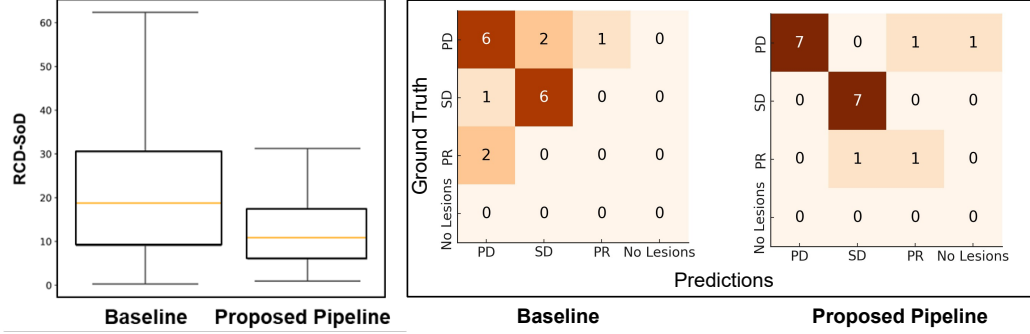 RCD-SoD
60
50
40
30
20
10
0
Baseline
Proposed Pipeline
Ground Truth
PD
6
2
1
0
SD
1
6
0
0
PR
2
0
0
0
No Lesions
0
0
0
0
PD
SD
PR
No Lesions
PD
7
0
1
1
SD
0
7
0
0
PR
0
1
1
0
No Lesions
0
0
0
0
PD
SD
PR
No Lesions
Predictions
Baseline
Proposed Pipeline